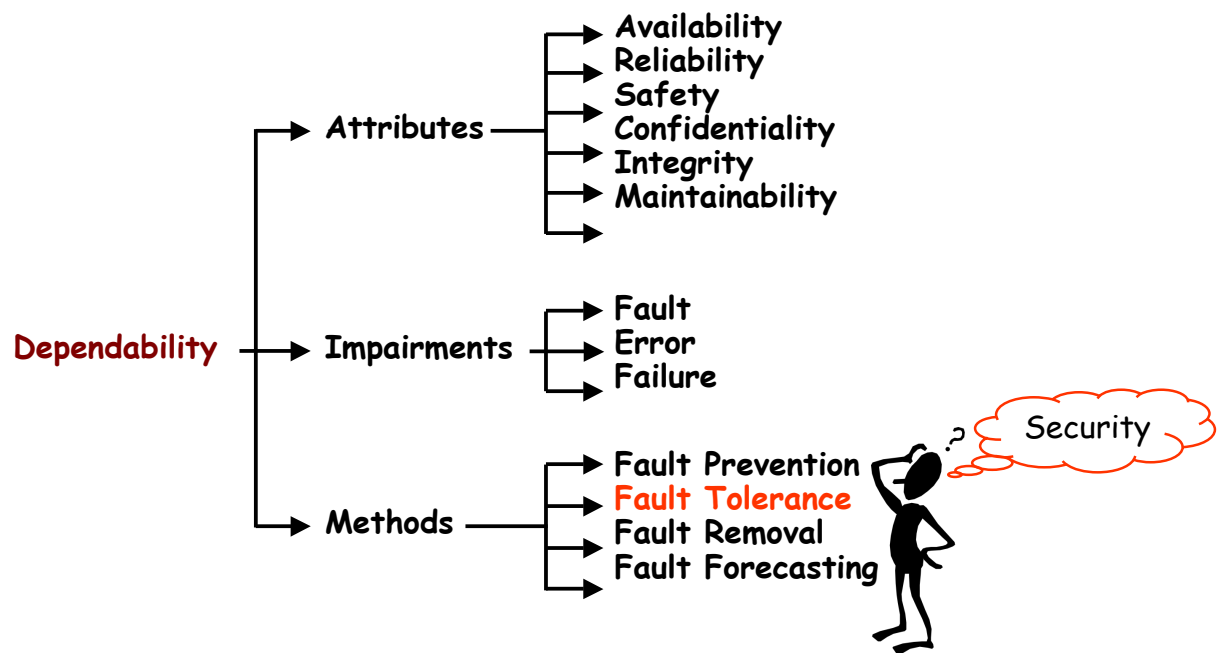 Availability
Reliability
Safety
Attributes
Confidentiality
Integrity
Maintainability
Fault
Dependability
Impairments
Error
Failure
?
Security
Fault Prevention
Fault Tolerance
Methods
Fault Removal
Fault Forecasting